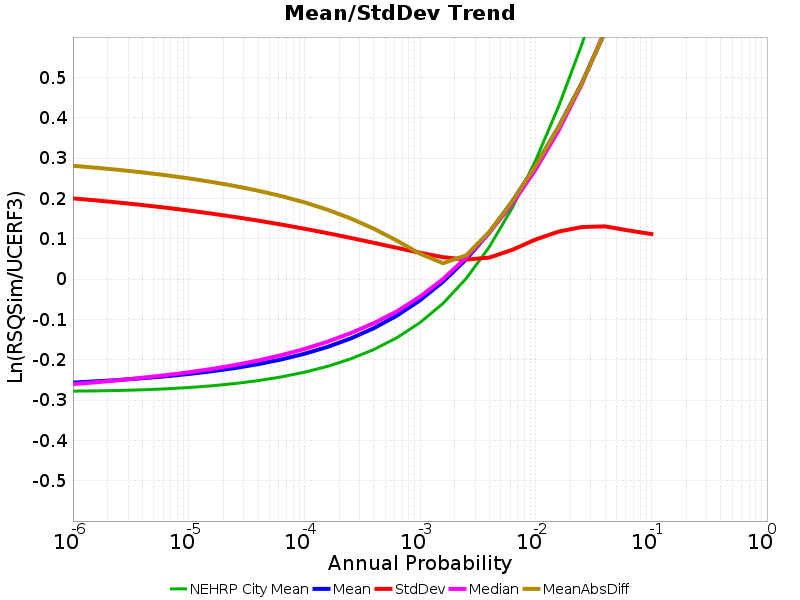 Mean/StdDev Trend
Ln(RSQSim/UCERF3)
0.5
0.4
0.3
0.2
0.1
0
-0.1
-0.2
-0.3
-0.4
-0.5
10-6 10-5 10-4 10-3 10-2 10-1 100
Annual Probability
NEHRP City Mean Mean StdDev Median MeanAbsDiff